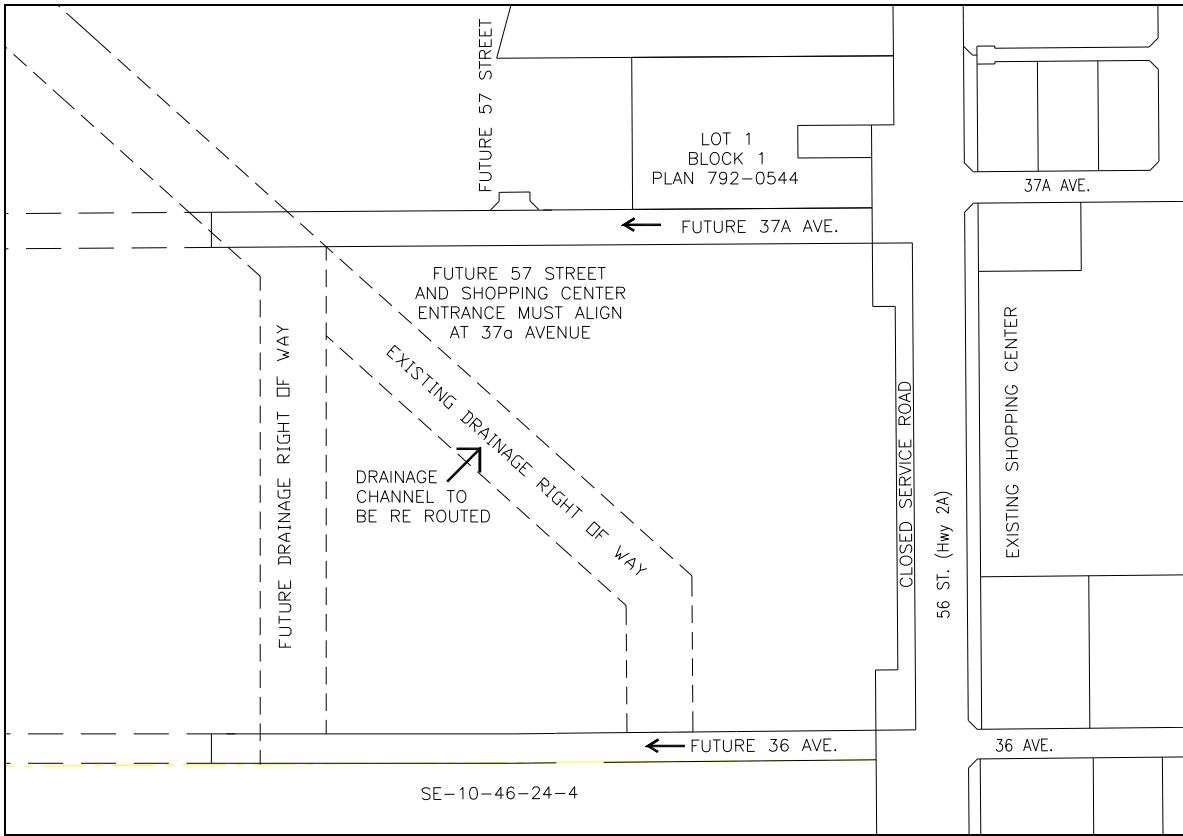 FUTURE 57 STREET
LOT 1
BLOCK 1
PLAN 792-0544
37A AVE.
FUTURE 37A AVE.
FUTURE 57 STREET
AND SHOPPING CENTER
ENTRANCE MUST ALIGN
AT 37a AVENUE
EXISTING DRAINAGE RIGHT OF WAY
FUTURE DRAINAGE RIGHT OF WAY
DRAINAGE
CHANNEL TO
BE RE ROUTED
CLOSED SERVICE ROAD
56 ST. (Hwy 2A)
EXISTING SHOPPING CENTER
FUTURE 36 AVE.
36 AVE.
SE-10-46-24-4